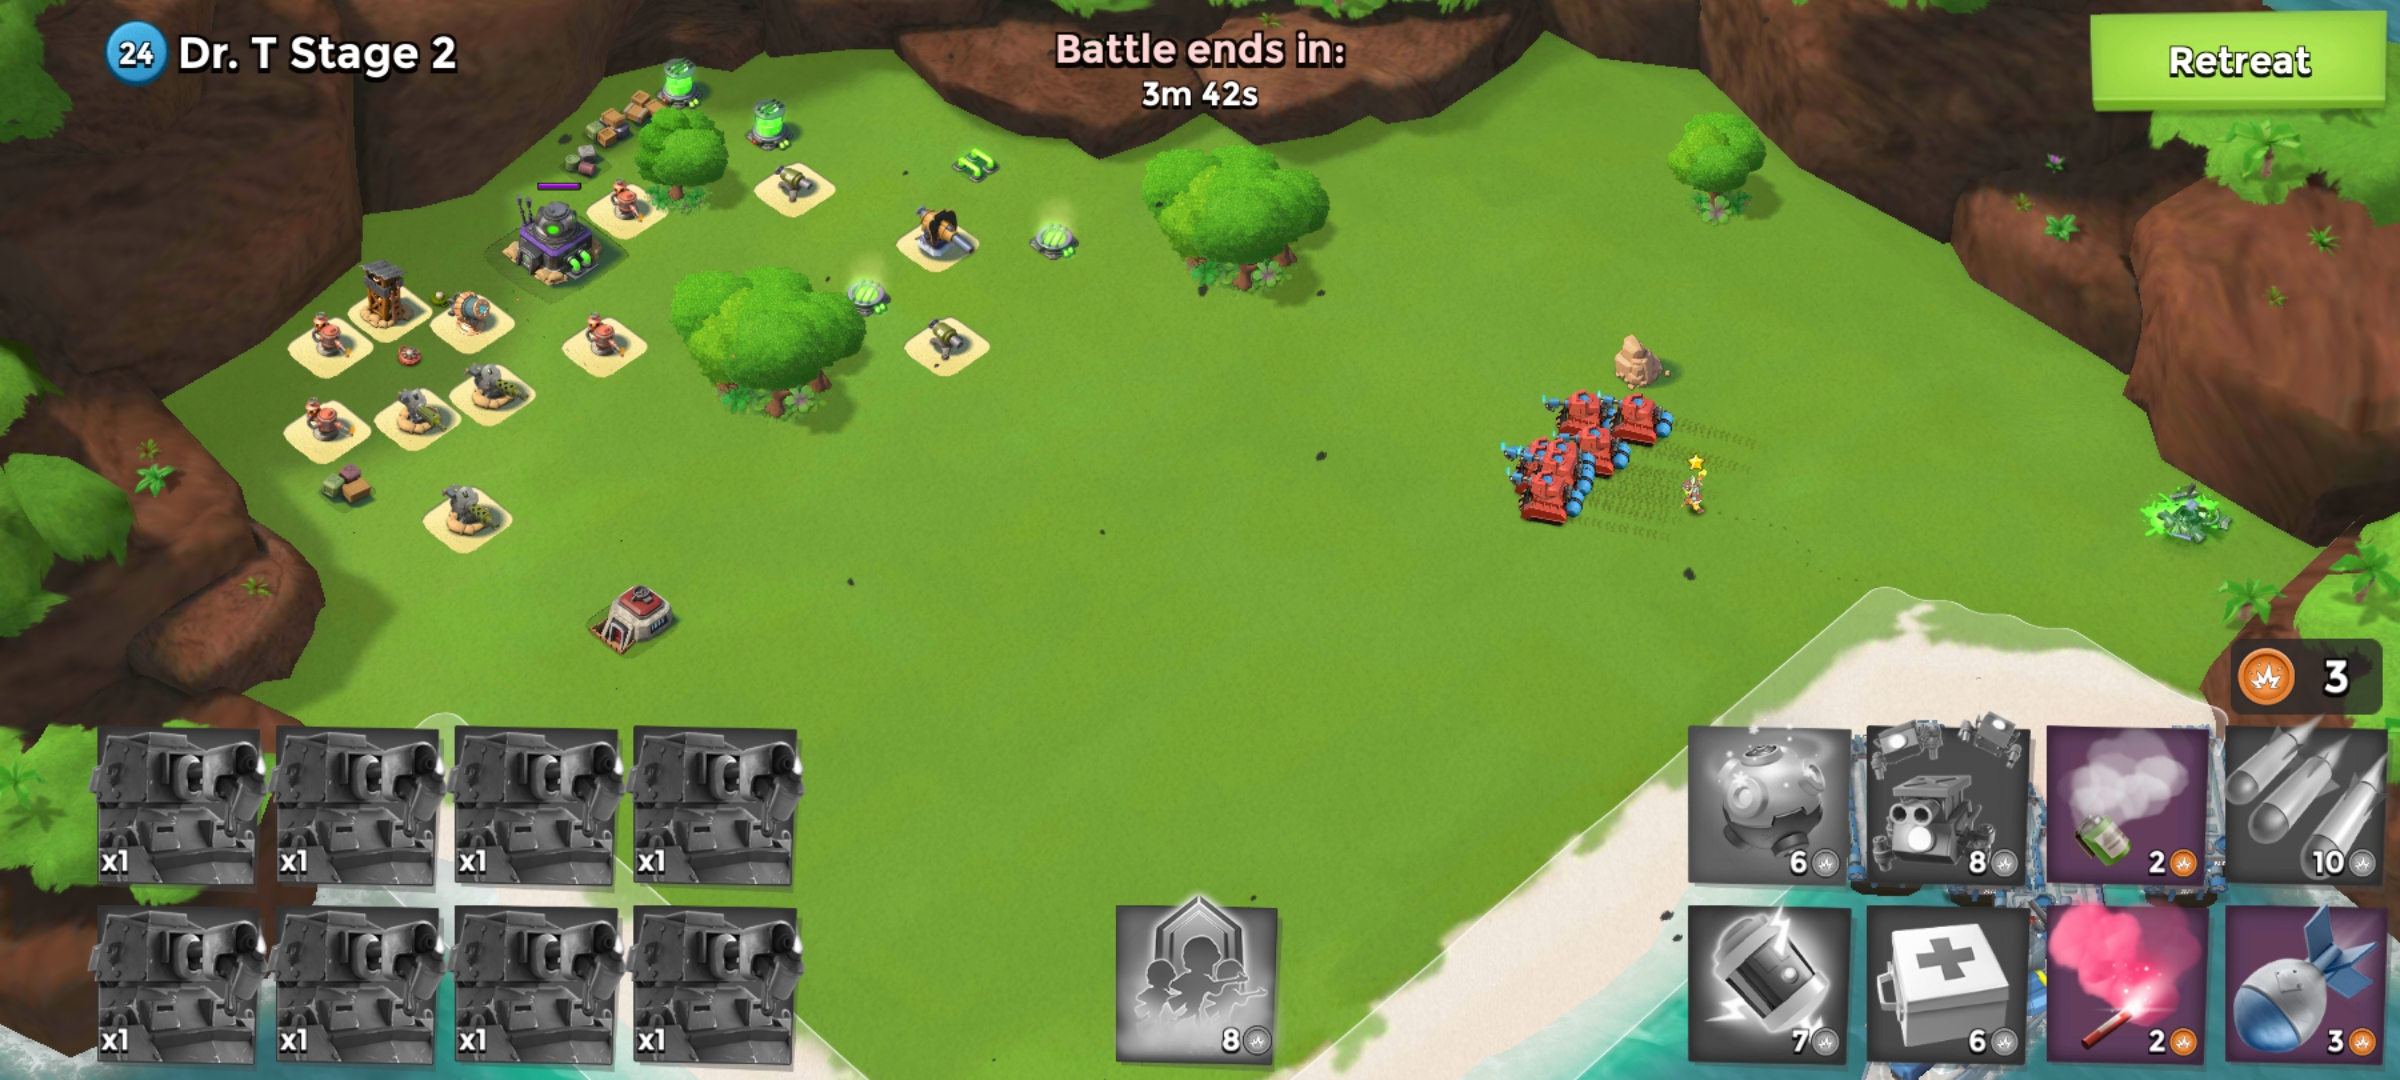 24 Dr. T Stage 2
Battle ends in:
3m 42s
Retreat
3
x1 x1 x1 x1
6 8 2 10
x1 x1 x1 x1
8
7 6 2 3